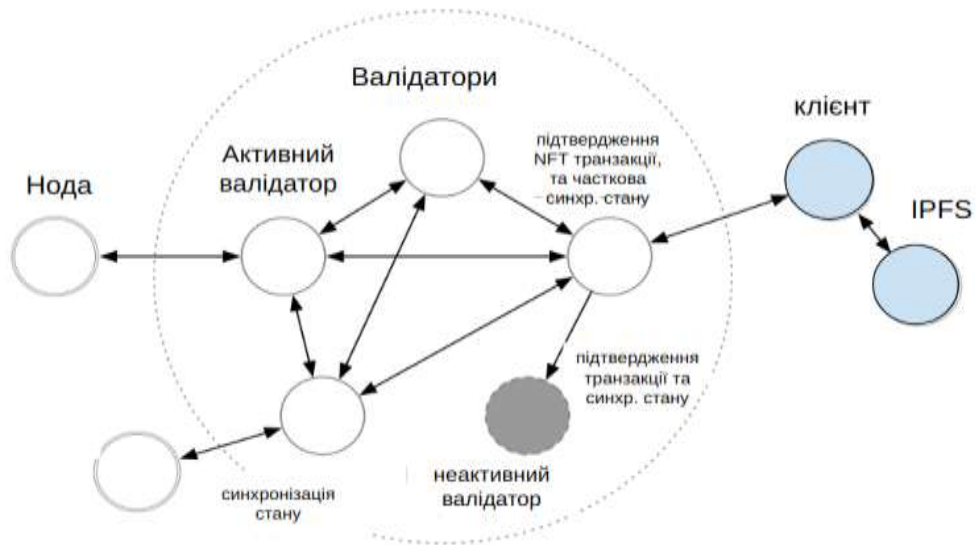 Валідатори
клієнт
підтвердження
NFT транзакції,
та часткова
синхр. стану
Активний
валідатор
Нода
IPFS
підтвердження
транзакції та
синхр. стану
неактивний
валідатор
синхронізація
стану